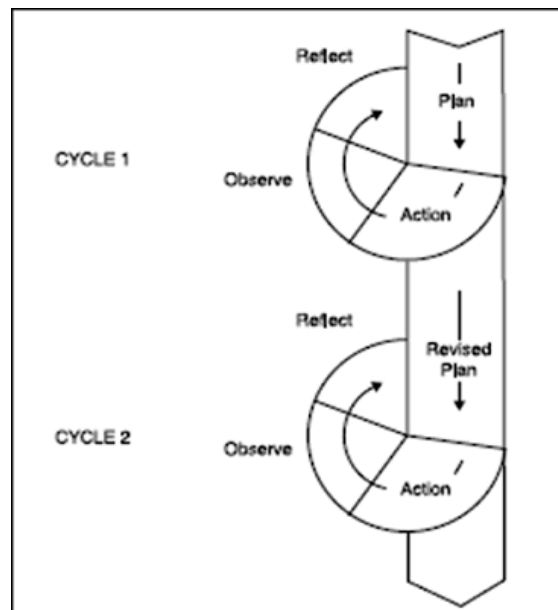 Reflect
Plan
CYCLE 1
Observe
Action
Reflect
Revised
Plan
CYCLE 2
Observe
Action